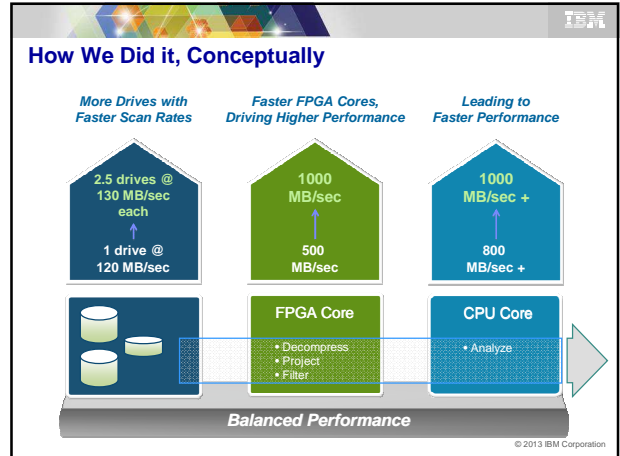 IBM
How We Did it, Conceptually
More Drives with
Faster Scan Rates
Faster FPGA Cores,
Driving Higher Performance
Leading to
Faster Performance
2.5 drives @
130 MB/sec
each
1 drive @
120 MB/sec
1000
MB/sec
500
MB/sec
1000
MB/sec +
800
MB/sec +
FPGA Core
• Decompress
• Project
• Filter
CPU Core
• Analyze
Balanced Performance
© 2013 IBM Corporation